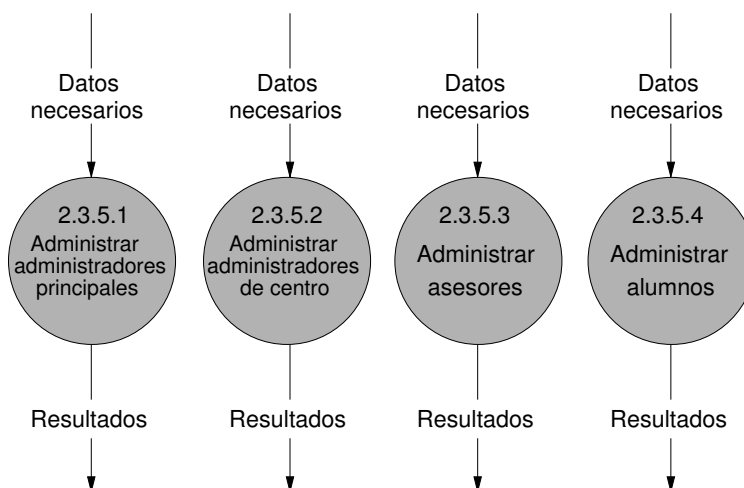 Datos
necesarios
Datos
necesarios
Datos
necesarios
Datos
necesarios
2.3.5.1
Administrar
administradores
principales
2.3.5.2
Administrar
administradores
de centro
2.3.5.3
Administrar
asesores
2.3.5.4
Administrar
alumnos
Resultados
Resultados
Resultados
Resultados